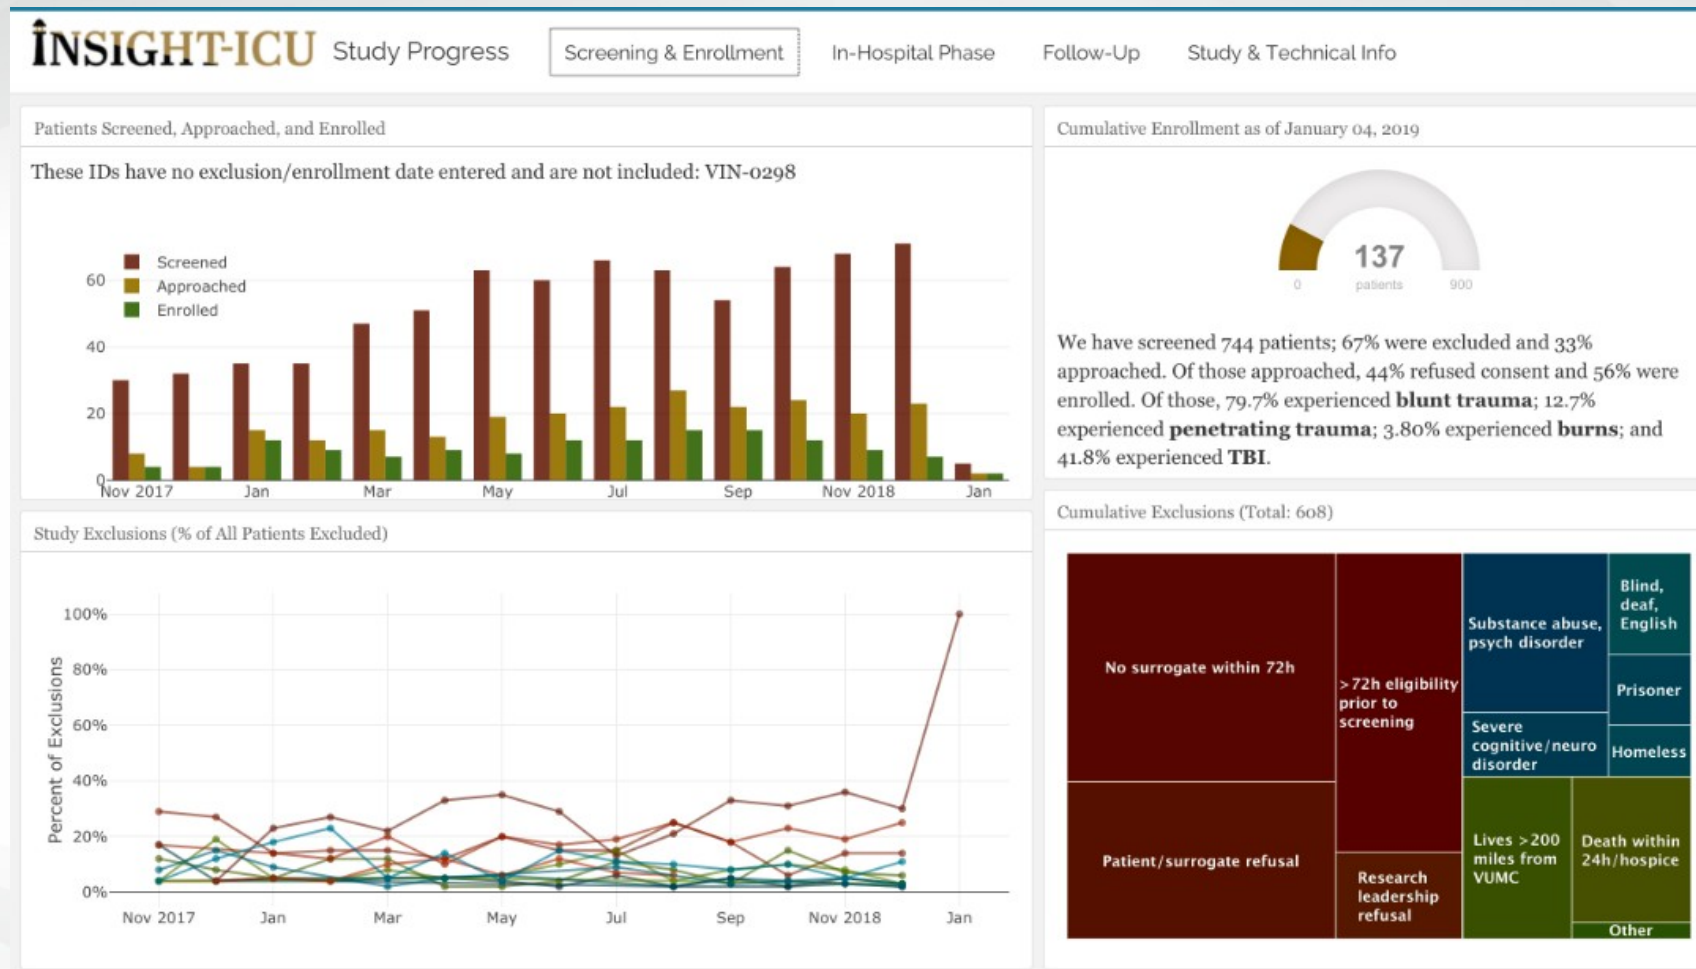 INSIGHT-ICU Study Progress Screening & Enrollment In-Hospital Phase Follow-Up Study & Technical Info
Patients Screened, Approached, and Enrolled
These IDs have no exclusion/enrollment date entered and are not included: VIN-0298
Screened
Approached
Enrolled
60
40
20
0
Nov 2017 Jan Mar May Jul Sep Nov 2018 Jan
Cumulative Enrollment as of January 04, 2019
137
0 patients 900
We have screened 744 patients; 67% were excluded and 33%
approached. Of those approached, 44% refused consent and 56% were
enrolled. Of those, 79.7% experienced blunt trauma; 12.7%
experienced penetrating trauma; 3.80% experienced burns; and
41.8% experienced TBI.
Study Exclusions (% of All Patients Excluded)
Percent of Exclusions
100%
80%
60%
40%
20%
0%
Nov 2017 Jan Mar May Jul Sep Nov 2018 Jan
Cumulative Exclusions (Total: 608)
No surrogate within 72h
Patient/surrogate refusal
>72h eligibility
prior to
screening
Research
leadership
refusal
Substance abuse,
psych disorder
Severe
cognitive/neuro
disorder
Blind,
deaf,
English
Prisoner
Homeless
Lives >200
miles from
VUMC
Death within
24h/hospice
Other